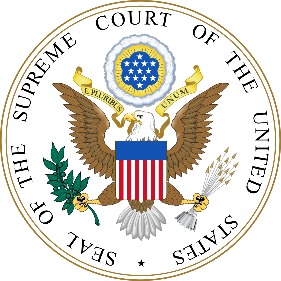 SEAL OF THE SUPREME COURT OF THE UNITED STATES
E PLURIBUS UNUM